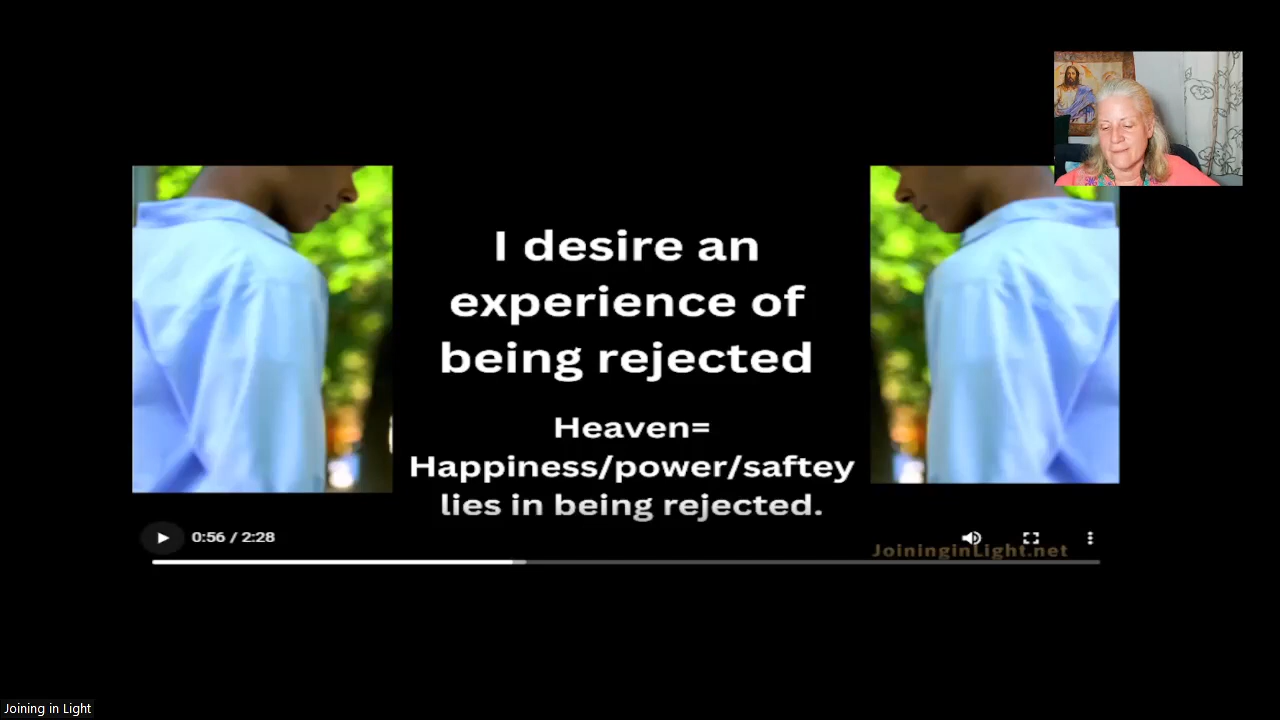 I desire an
experience of
being rejected
Heaven=
Happiness/power/saftey
lies in being rejected.
0:56 / 2:28
JoininginLight.net
Joining in Light